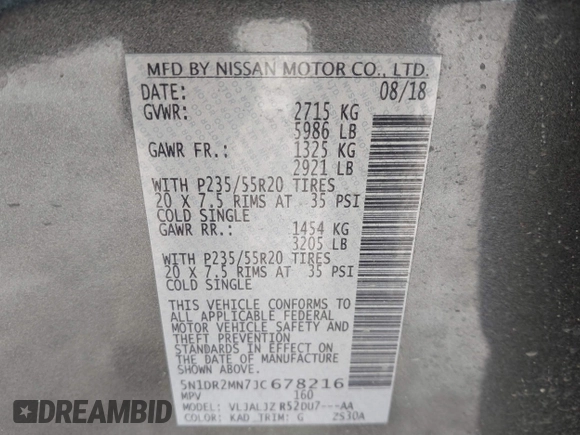 MFD BY NISSAN MOTOR CO., LTD.
DATE: 08/18
GVWR: 2715 KG
5986 LB
GAWR FR.: 1325 KG
2921 LB
WITH P235/55R20 TIRES
20 X 7.5 RIMS AT 35 PSI
COLD SINGLE
GAWR RR.: 1454 KG
3205 LB
WITH P235/55R20 TIRES
20 X 7.5 RIMS AT 35 PSI
COLD SINGLE
THIS VEHICLE CONFORMS TO
ALL APPLICABLE FEDERAL
MOTOR VEHICLE SAFETY AND
THEFT PREVENTION
STANDARDS IN EFFECT ON
THE DATE OF MANUFACTURE
SHOWN ABOVE.
5N1DR2MN7JC678216
MPV 160
MODEL: VLJALJZ R52DU7---AA
COLOR: KAD TRIM: G 2S30A
© EASTERNCARS